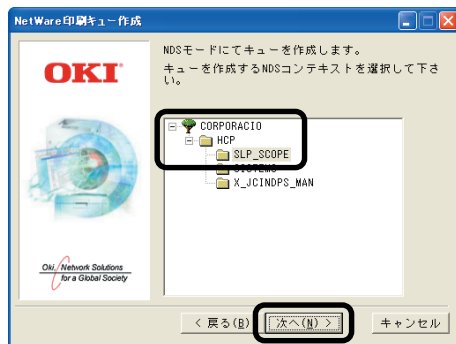 NetWare印刷キュー作成
OKI
NDSモードにてキューを作成します。
キューを作成するNDSコンテキストを選択して下さ
い。
CORPORACIO
HCP
SLP_SCOPE
SISTEMS
X_JCINDPS_MAN
Oki, Network Solutions
for a Global Society
< 戻る(B)
次へ(N) >
キャンセル